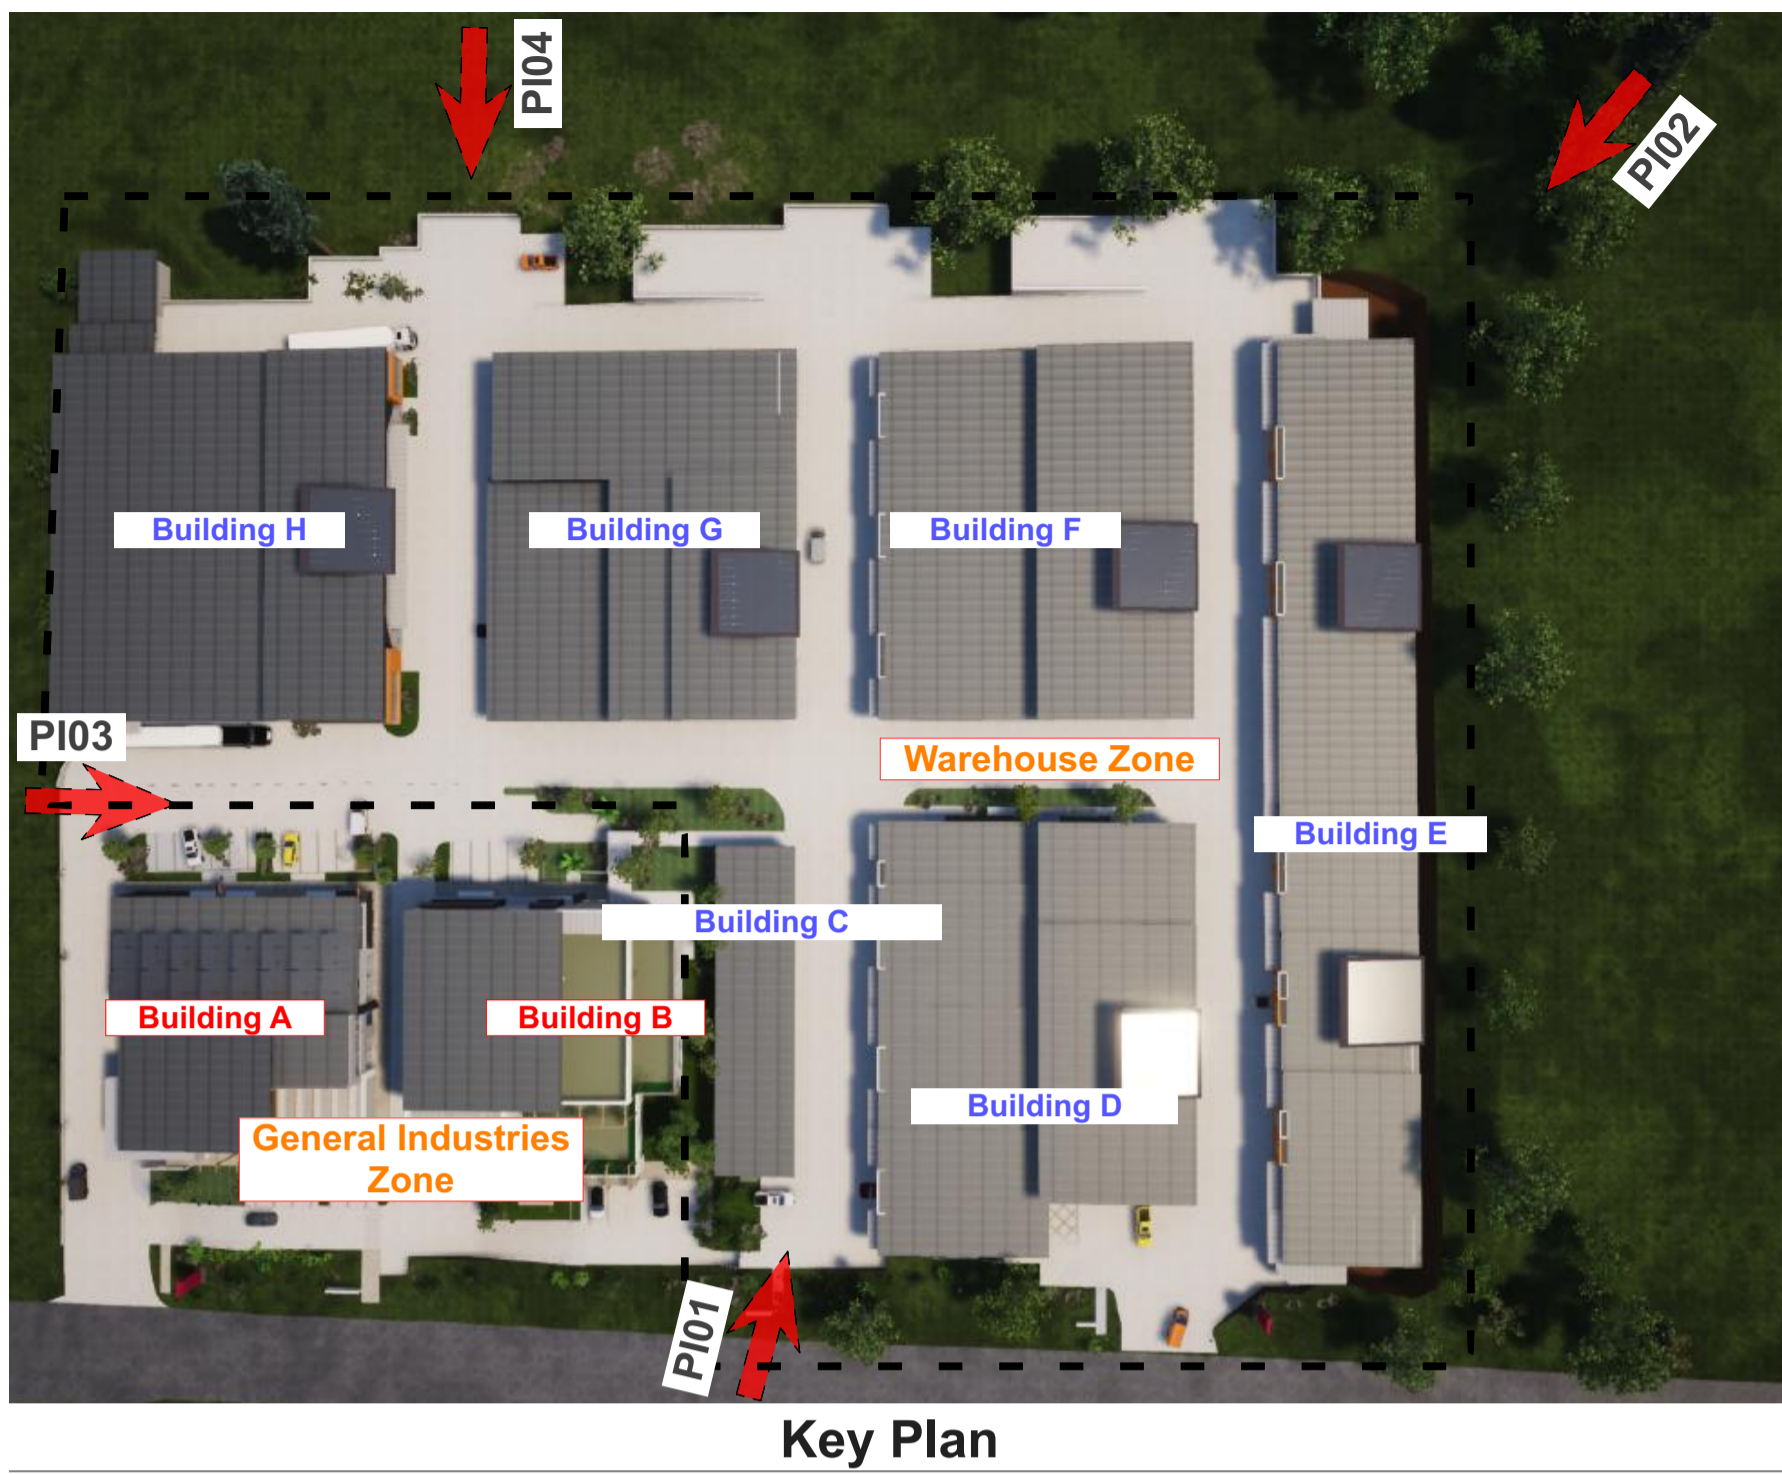 PI04
PI02
Building H
Building G
Building F
PI03
Warehouse Zone
Building E
Building C
Building A
Building B
Building D
General Industries
Zone
PI01
Key Plan